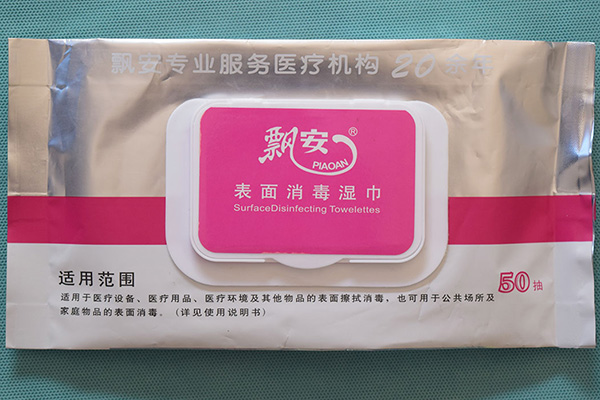 飘安专业服务医疗机构20余年
飘安®
PIAOAN
表面消毒湿巾
SurfaceDisinfecting Towelettes
适用范围
50抽
适用于医疗设备、医疗用品、医疗环境及其他物品的表面擦拭消毒，也可用于公共场所及
家庭物品的表面消毒。（详见使用说明书）